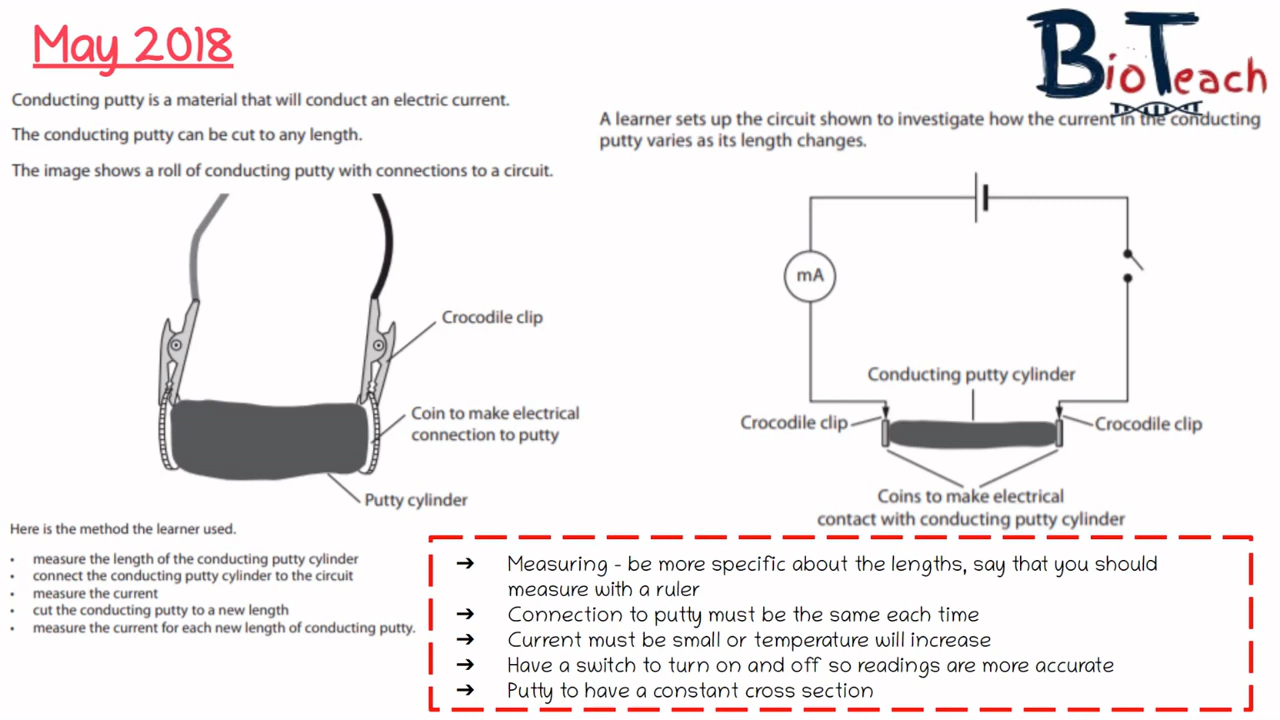 May 2018
BioTeach
Conducting putty is a material that will conduct an electric current.
The conducting putty can be cut to any length.
The image shows a roll of conducting putty with connections to a circuit.
Crocodile clip
Coin to make electrical
connection to putty
Putty cylinder
A learner sets up the circuit shown to investigate how the current in the conducting
putty varies as its length changes.
mA
Conducting putty cylinder
Crocodile clip
Crocodile clip
Coins to make electrical
contact with conducting putty cylinder
Here is the method the learner used.
• measure the length of the conducting putty cylinder
• connect the conducting putty cylinder to the circuit
• measure the current
• cut the conducting putty to a new length
• measure the current for each new length of conducting putty.
➔ Measuring - be more specific about the lengths, say that you should
measure with a ruler
➔ Connection to putty must be the same each time
➔ Current must be small or temperature will increase
➔ Have a switch to turn on and off so readings are more accurate
➔ Putty to have a constant cross section